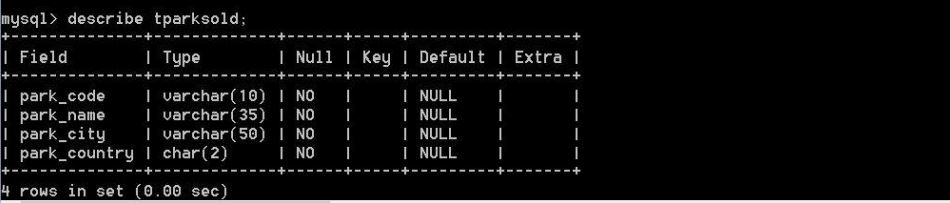 mysql> describe tparksold;
+--------------+-------------+------+-----+---------+-------+
| Field        | Type        | Null | Key | Default | Extra |
+--------------+-------------+------+-----+---------+-------+
| park_code    | varchar(10) | NO   |     | NULL    |       |
| park_name    | varchar(35) | NO   |     | NULL    |       |
| park_city    | varchar(50) | NO   |     | NULL    |       |
| park_country | char(2)     | NO   |     | NULL    |       |
+--------------+-------------+------+-----+---------+-------+
4 rows in set (0.00 sec)